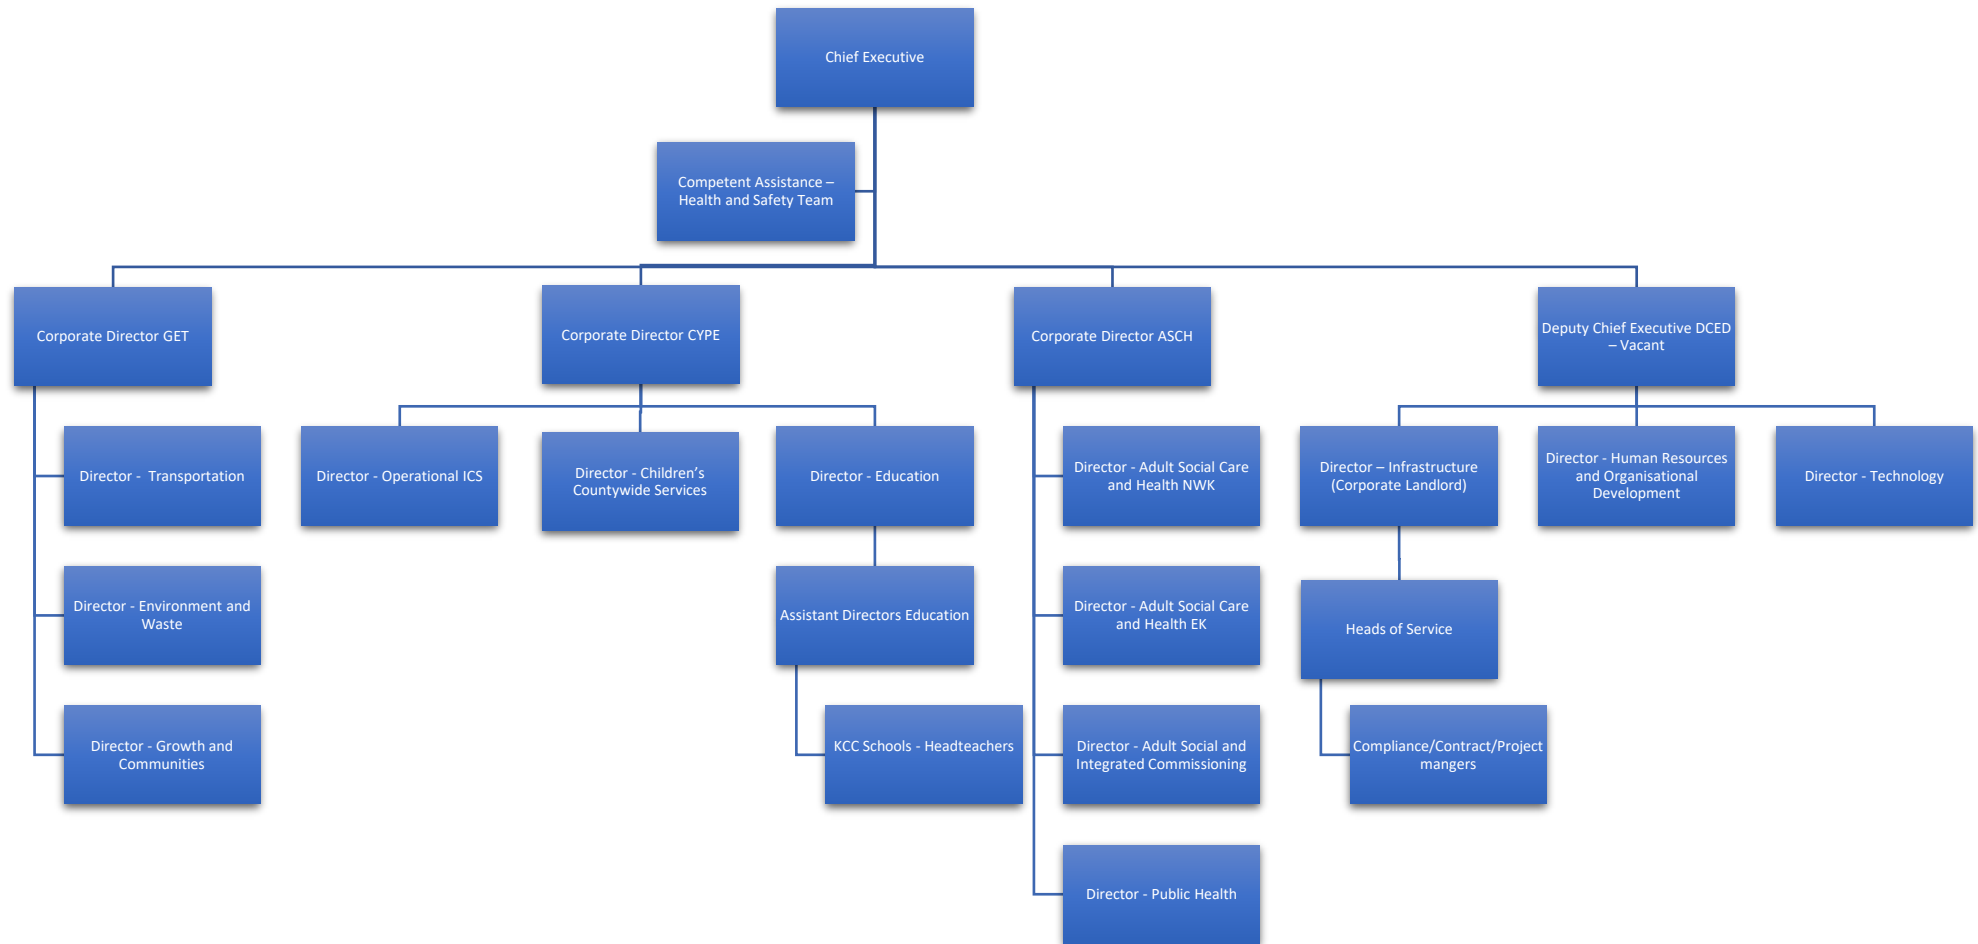 Chief Executive
Competent Assistance –
Health and Safety Team
Corporate Director GET
Corporate Director CYPE
Corporate Director ASCH
Deputy Chief Executive DCED
– Vacant
Director -  Transportation
Director - Operational ICS
Director - Children’s
Countywide Services
Director - Education
Director - Adult Social Care
and Health NWK
Director – Infrastructure
(Corporate Landlord)
Director - Human Resources
and Organisational
Development
Director - Technology
Director - Environment and
Waste
Assistant Directors Education
Director - Adult Social Care
and Health EK
Heads of Service
Director - Growth and
Communities
KCC Schools - Headteachers
Director - Adult Social and
Integrated Commissioning
Compliance/Contract/Project
mangers
Director - Public Health